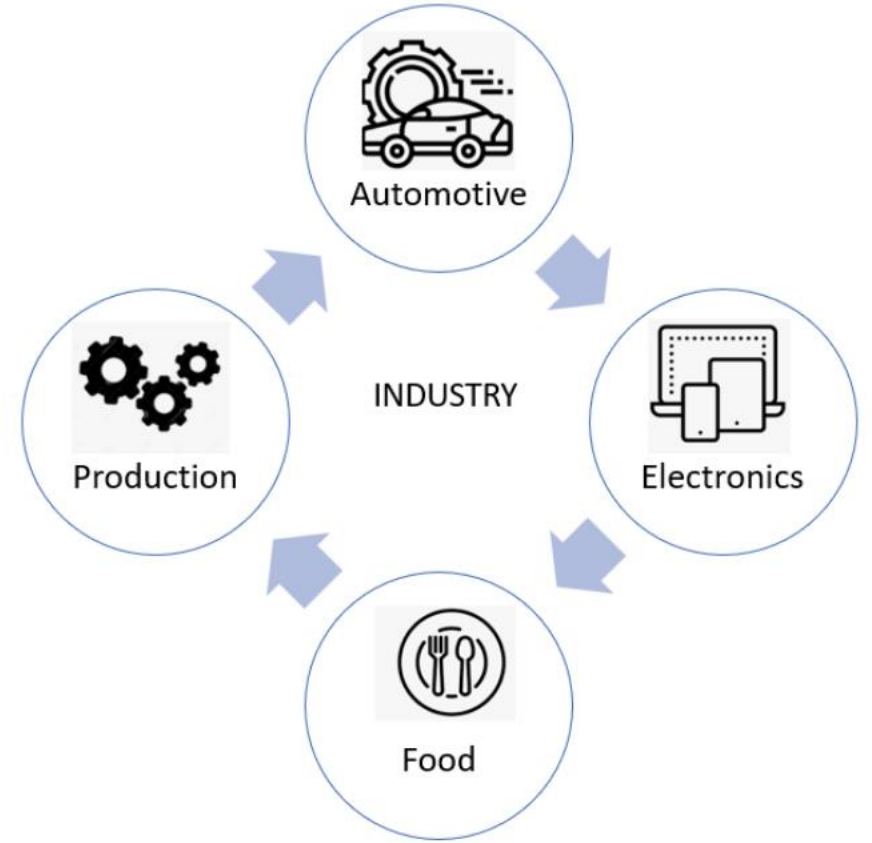 Automotive
INDUSTRY
Production
Electronics
Food